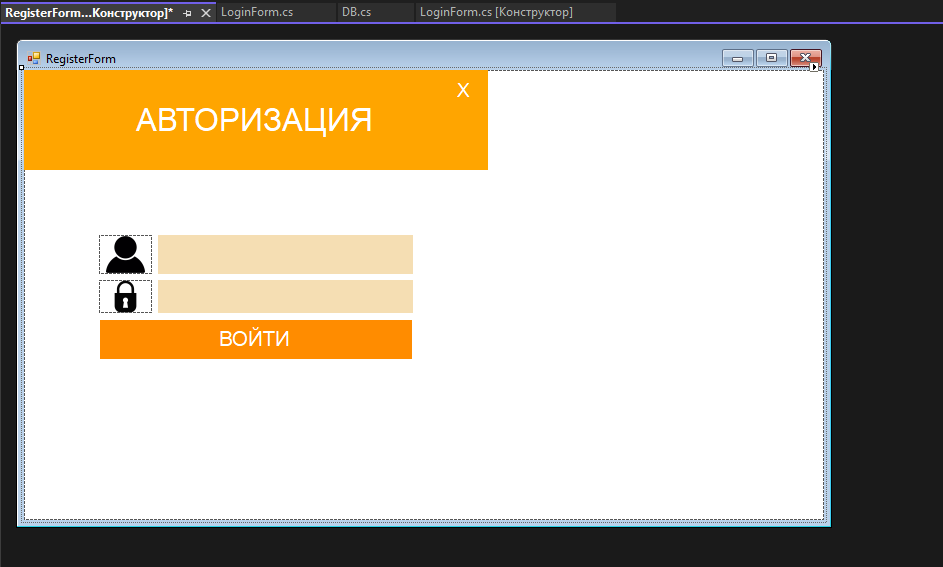 RegisterForm...Конструктор]*
LoginForm.cs
DB.cs
LoginForm.cs [Конструктор]
RegisterForm
X
АВТОРИЗАЦИЯ
ВОЙТИ